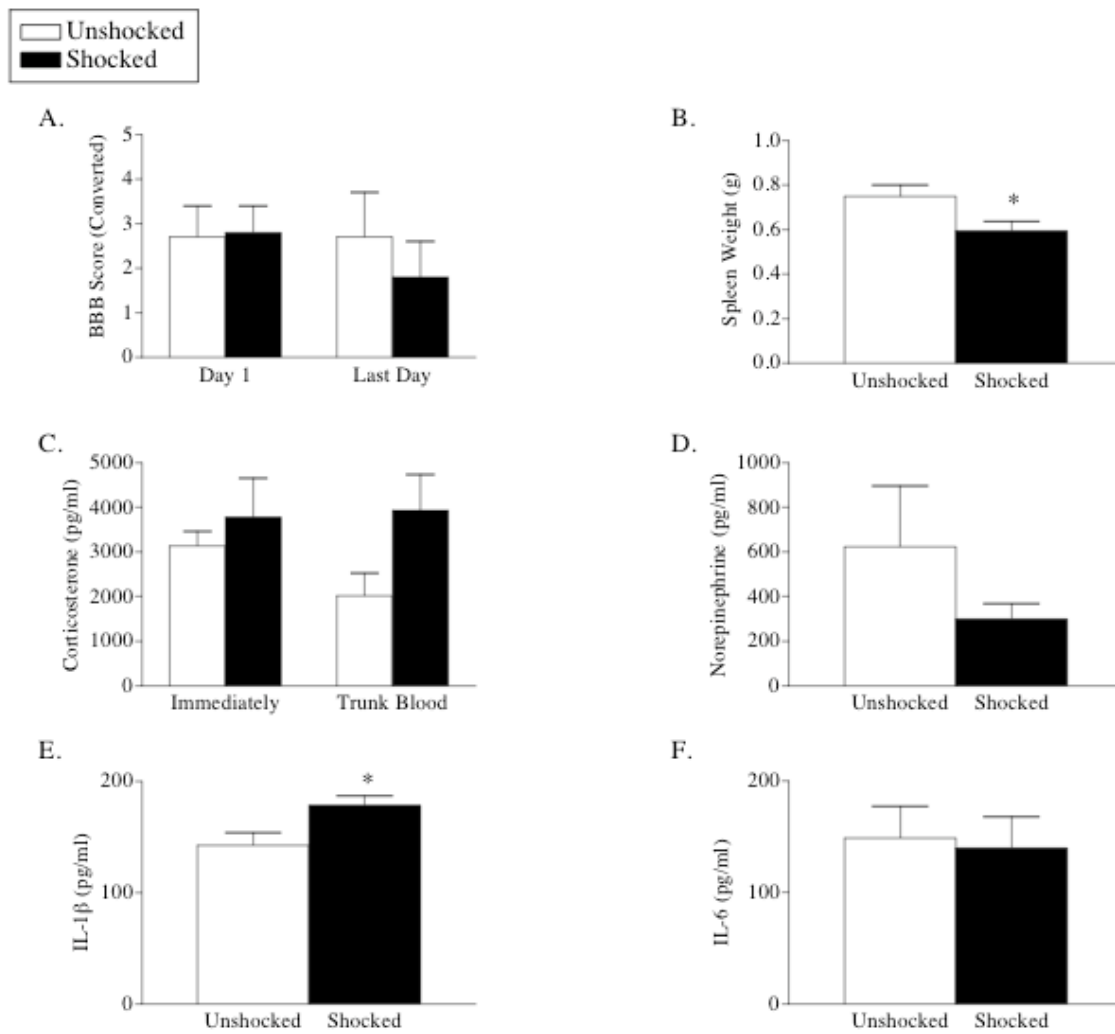 Unshocked
Shocked
A.
BBB Score (Converted)
5
4
3
2
1
0
Day 1 Last Day
B.
Spleen Weight (g)
1.0
0.8
0.6
0.4
0.2
0.0
*
Unshocked Shocked
C.
Corticosterone (pg/ml)
5000
4000
3000
2000
1000
0
Immediately Trunk Blood
D.
Norepinephrine (pg/ml)
1000
800
600
400
200
0
Unshocked Shocked
E.
IL-1β (pg/ml)
200
100
0
*
Unshocked Shocked
F.
IL-6 (pg/ml)
200
100
0
Unshocked Shocked